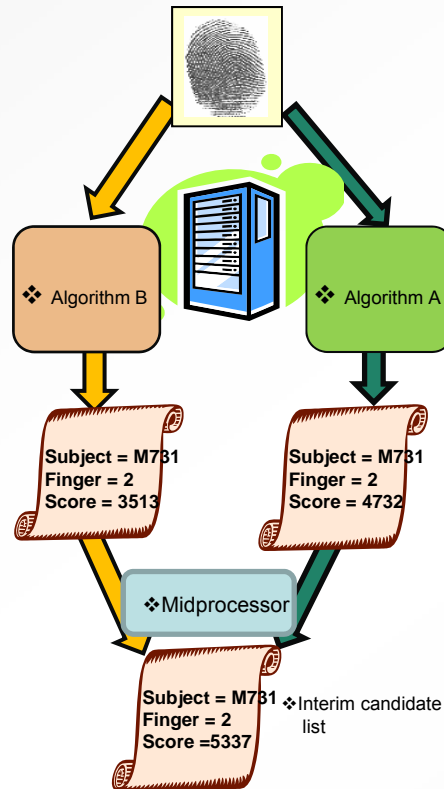 ❖ Algorithm B
❖ Algorithm A
Subject = M731
Finger = 2
Score = 3513
Subject = M731
Finger = 2
Score = 4732
❖Midprocessor
Subject = M731
Finger = 2
Score =5337
❖Interim candidate
list